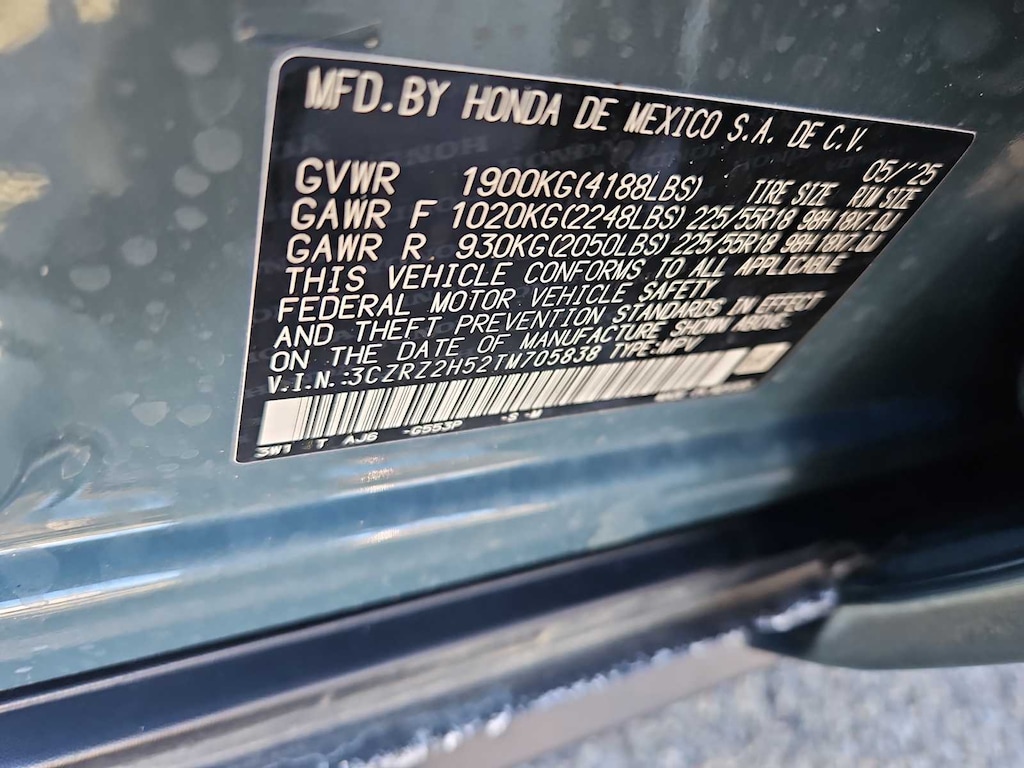 MFD.BY HONDA DE MEXICO S.A. DE C.V.
05/'25
GVWR 1900KG(4188LBS) TIRE SIZE RIM SIZE
GAWR F 1020KG(2248LBS) 225/55R18 98H 18X7.0J
GAWR R 930KG(2050LBS) 225/55R18 98H 18X7.0J
THIS VEHICLE CONFORMS TO ALL APPLICABLE
FEDERAL MOTOR VEHICLE SAFETY
AND THEFT PREVENTION STANDARDS IN EFFECT
ON THE DATE OF MANUFACTURE SHOWN ABOVE.
V.I.N.:3CZRZ2H52TM705838 TYPE:MPV
AJ6 -G553P -S -M